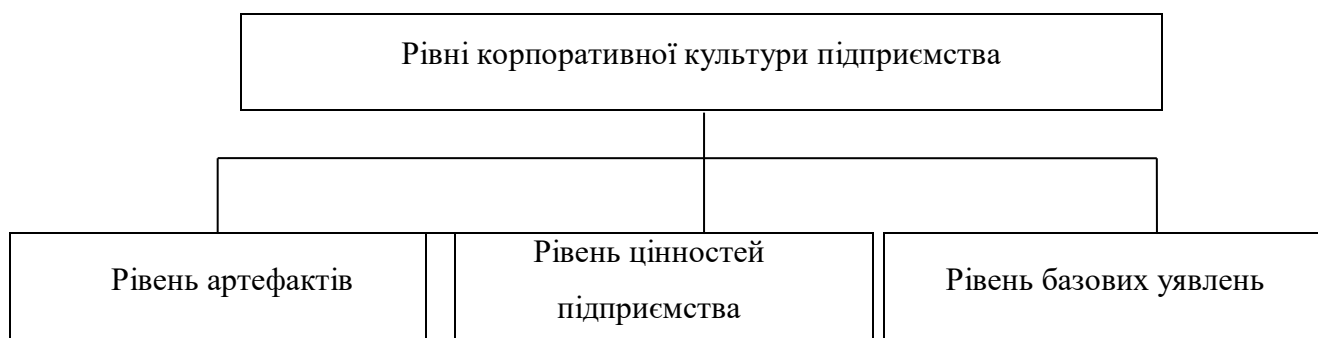 Рівні корпоративної культури підприємства
Рівень артефактів
Рівень цінностей
підприємства
Рівень базових уявлень